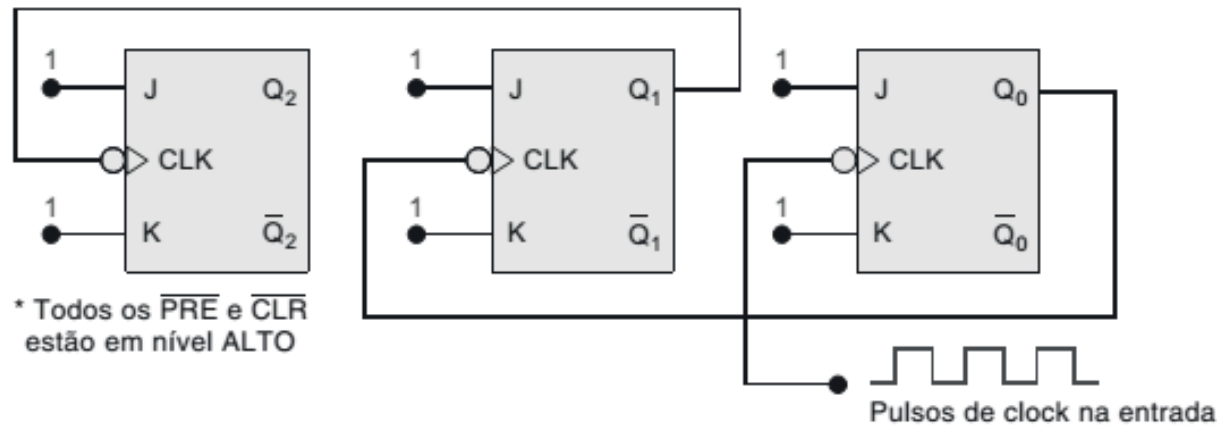 1 1 1
J Q₂ J Q₁ J Q₀
CLK CLK CLK
1 1 1
K Q̅₂ K Q̅₁ K Q̅₀
* Todos os P̅R̅E̅ e C̅L̅R̅
estão em nível ALTO
Pulsos de clock na entrada